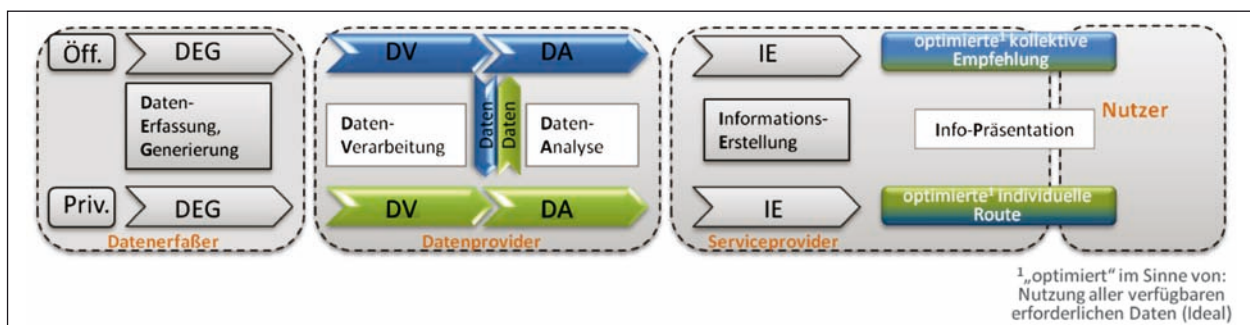 Öff.
DEG
DV
DA
IE
optimierte¹ kollektive
Empfehlung
Daten-
Erfassung,
Generierung
Daten-
Verarbeitung
Daten
Daten
Daten-
Analyse
Informations-
Erstellung
Info-Präsentation
Nutzer
Priv.
DEG
DV
DA
IE
optimierte¹ individuelle
Route
Datenerfaßer
Datenprovider
Serviceprovider
¹„optimiert“ im Sinne von:
Nutzung aller verfügbaren
erforderlichen Daten (Ideal)